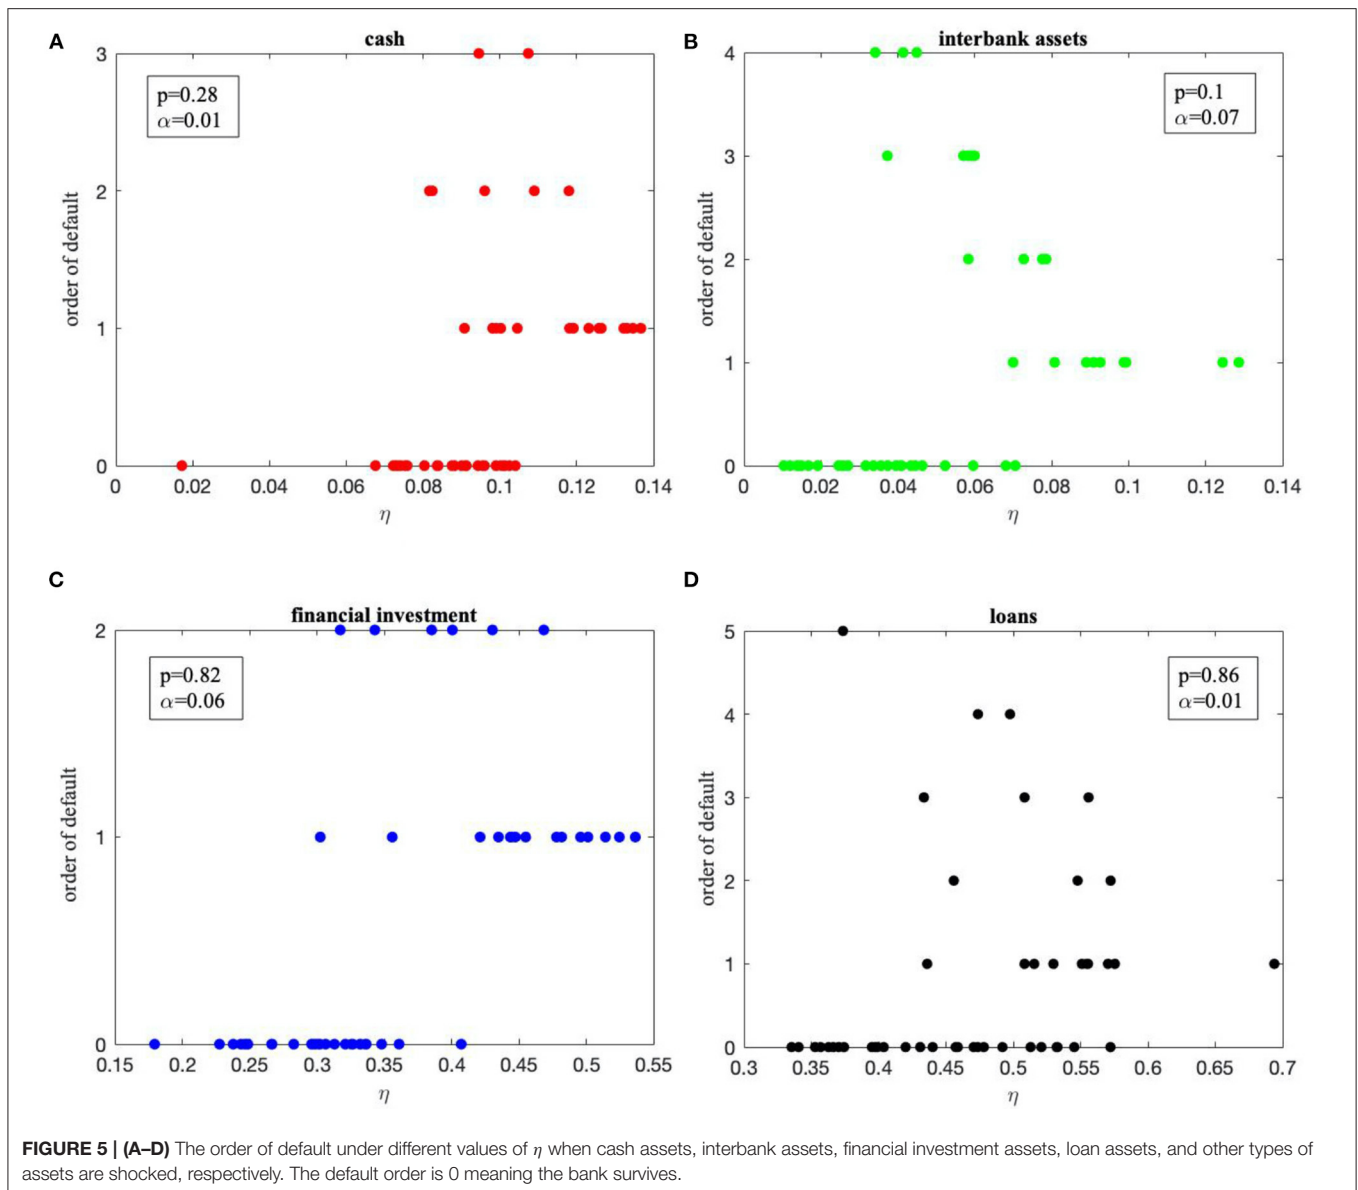 A
cash
p=0.28
α=0.01
order of default
3
2
1
0
0 0.02 0.04 0.06 0.08 0.1 0.12 0.14
η
B
interbank assets
p=0.1
α=0.07
order of default
4
3
2
1
0
0 0.02 0.04 0.06 0.08 0.1 0.12 0.14
η
C
financial investment
p=0.82
α=0.06
order of default
2
1
0
0.15 0.2 0.25 0.3 0.35 0.4 0.45 0.5 0.55
η
D
loans
p=0.86
α=0.01
order of default
5
4
3
2
1
0
0.3 0.35 0.4 0.45 0.5 0.55 0.6 0.65 0.7
η
FIGURE 5 | (A–D) The order of default under different values of η when cash assets, interbank assets, financial investment assets, loan assets, and other types of
assets are shocked, respectively. The default order is 0 meaning the bank survives.